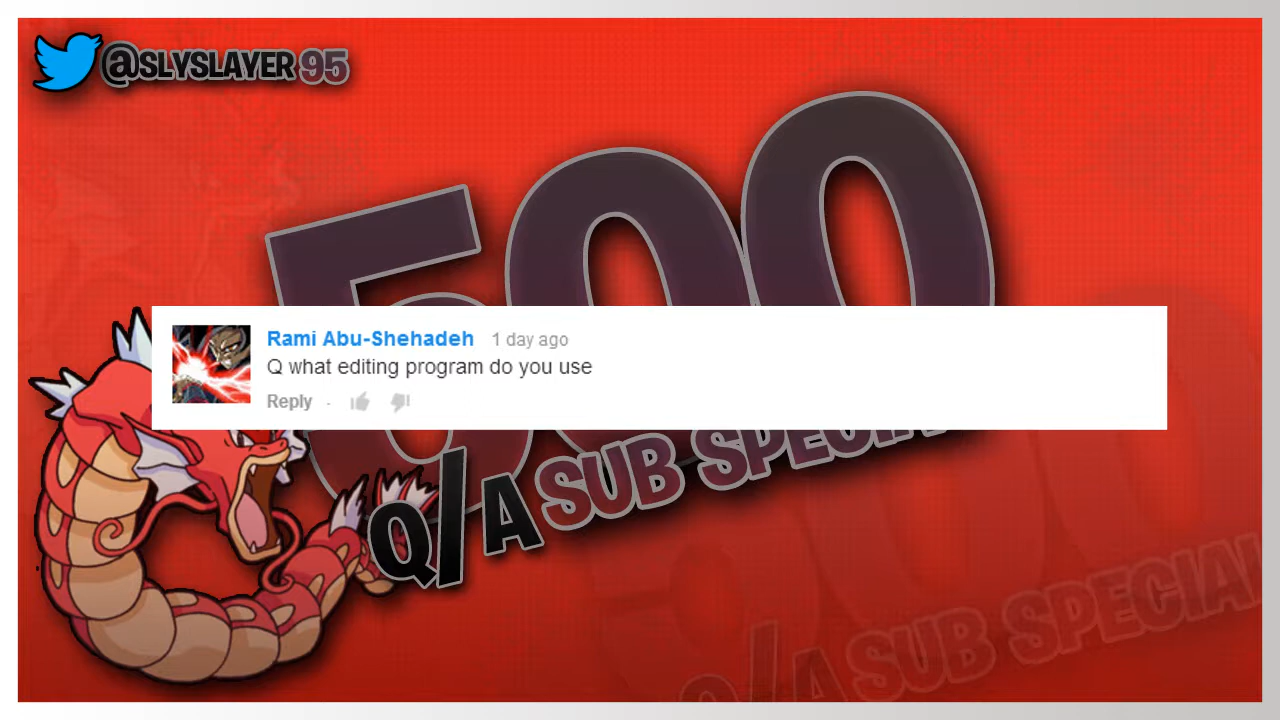 @SLYSLAYER 95
500
Rami Abu-Shehadeh 1 day ago
Q what editing program do you use
Reply
Q/A SUB SPECIAL
Q/A SUB SPECIAL